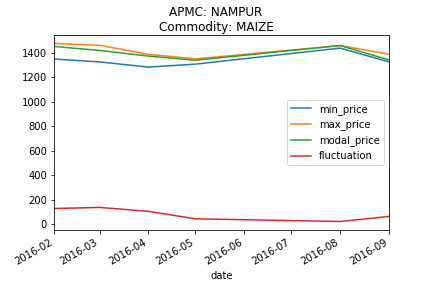 APMC: NAMPUR
Commodity: MAIZE
1400
1200
1000
800
600
400
200
0
min_price
max_price
modal_price
fluctuation
2016-02
2016-03
2016-04
2016-05
2016-06
2016-07
2016-08
2016-09
date